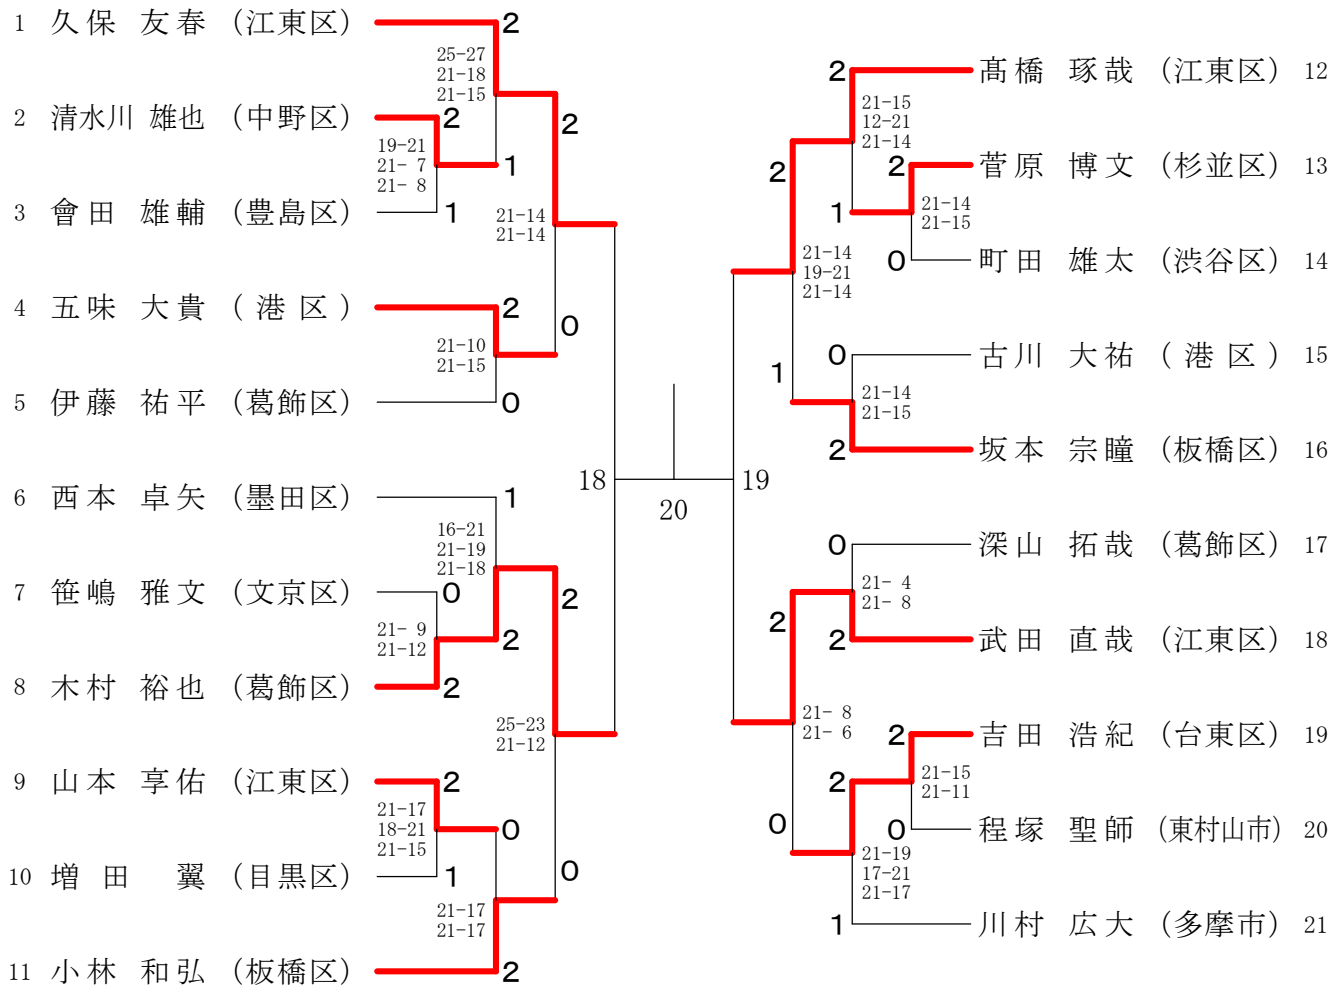 1 久保 友春 (江東区) 2
25-27
21-18
21-15
2 清水川 雄也 (中野区) 2
2
19-21
21- 7
21- 8
1
3 會田 雄輔 (豊島区) 1
21-14
21-14
4 五味 大貴 (港区) 2
0
21-10
21-15
5 伊藤 祐平 (葛飾区) 0
18
6 西本 卓矢 (墨田区) 1
16-21
21-19
21-18
7 笹嶋 雅文 (文京区) 0
2
21- 9
21-12
2
8 木村 裕也 (葛飾区) 2
25-23
21-12
9 山本 享佑 (江東区) 2
21-17
18-21
21-15
0
10 増田 翼 (目黒区) 1
0
21-17
21-17
11 小林 和弘 (板橋区) 2
20
2 髙橋 琢哉 (江東区) 12
21-15
12-21
21-14
2
2 菅原 博文 (杉並区) 13
1
21-14
21-15
0 町田 雄太 (渋谷区) 14
21-14
19-21
21-14
0 古川 大祐 (港区) 15
1
21-14
21-15
2 坂本 宗瞳 (板橋区) 16
19
0 深山 拓哉 (葛飾区) 17
21- 4
21- 8
2
2 武田 直哉 (江東区) 18
21- 8
21- 6
2 吉田 浩紀 (台東区) 19
2
21-15
21-11
0
0 程塚 聖師 (東村山市) 20
21-19
17-21
21-17
1 川村 広大 (多摩市) 21